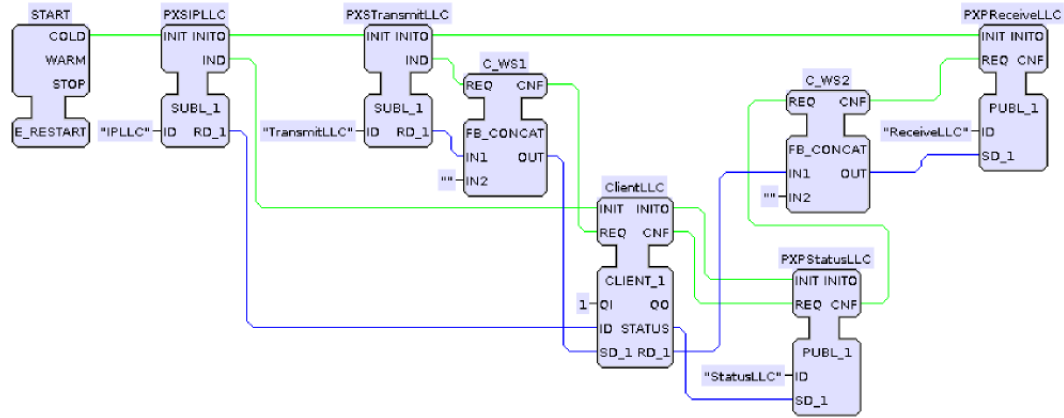 START
COLD
WARM
STOP
E_RESTART
PXSIPLLC
INIT INITO
IND
SUBL_1
"IPLLC" ID RD_1
PXSTransmitLLC
INIT INITO
IND
SUBL_1
"TransmitLLC" ID RD_1
C_WS1
REQ CNF
FB_CONCAT
IN1 OUT
"" IN2
ClientLLC
INIT INITO
REQ CNF
CLIENT_1
1 QI QO
ID STATUS
SD_1 RD_1
PXPStatusLLC
INIT INITO
REQ CNF
PUBL_1
"StatusLLC" ID
SD_1
C_WS2
REQ CNF
FB_CONCAT
IN1 OUT
"" IN2
PXPReceiveLLC
INIT INITO
REQ CNF
PUBL_1
"ReceiveLLC" ID
SD_1